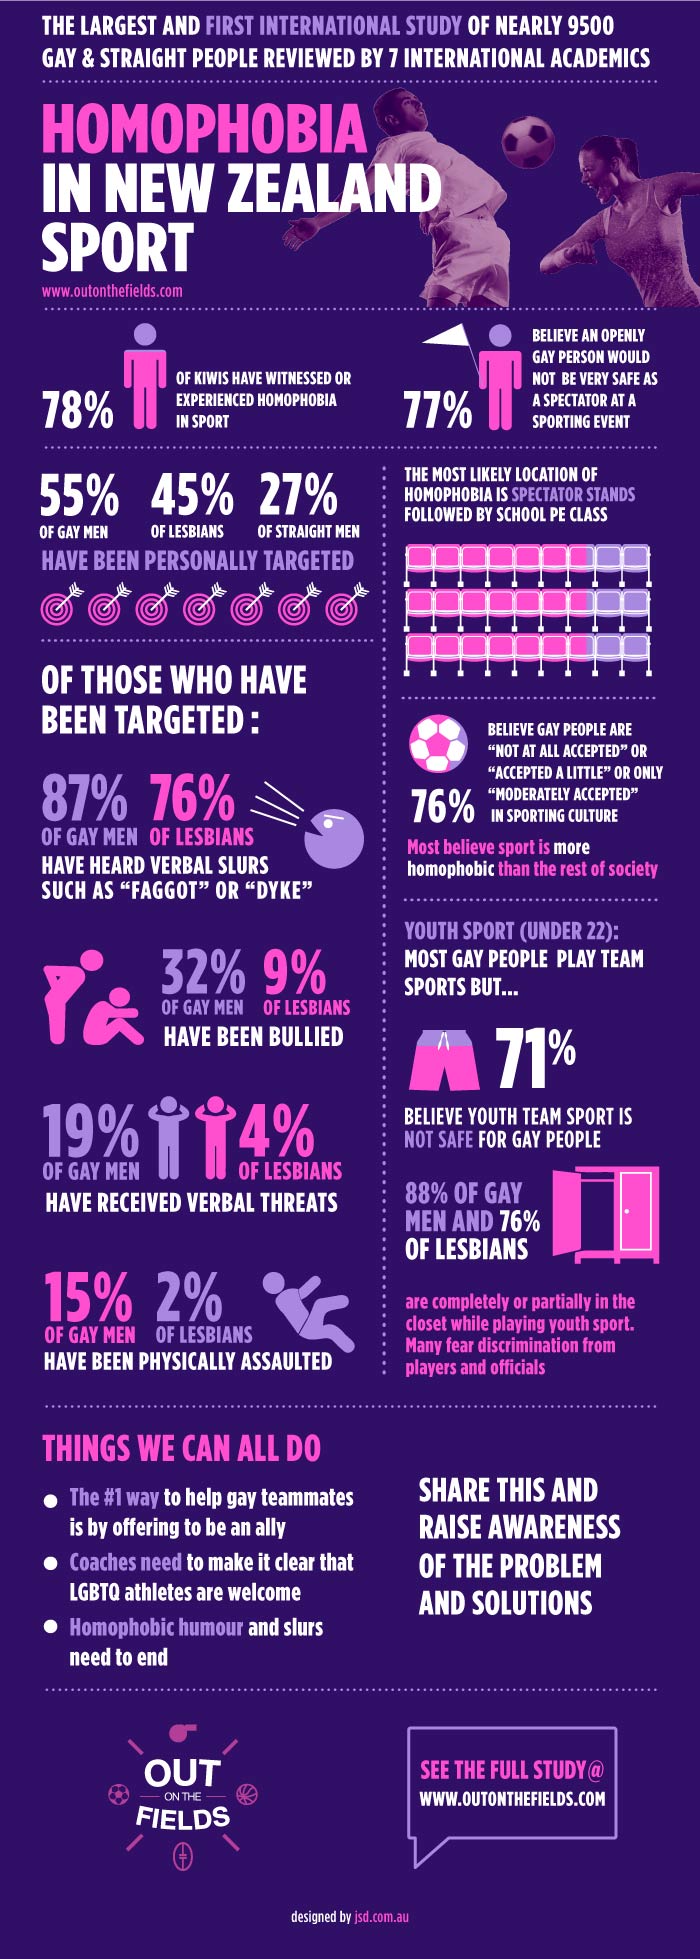 THE LARGEST AND FIRST INTERNATIONAL STUDY OF NEARLY 9500
GAY & STRAIGHT PEOPLE REVIEWED BY 7 INTERNATIONAL ACADEMICS
HOMOPHOBIA
IN NEW ZEALAND
SPORT
www.outonthefields.com
78%
OF KIWIS HAVE WITNESSED OR
EXPERIENCED HOMOPHOBIA
IN SPORT
77%
BELIEVE AN OPENLY
GAY PERSON WOULD
NOT BE VERY SAFE AS
A SPECTATOR AT A
SPORTING EVENT
55% 45% 27%
OF GAY MEN OF LESBIANS OF STRAIGHT MEN
HAVE BEEN PERSONALLY TARGETED
OF THOSE WHO HAVE
BEEN TARGETED :
87% 76%
OF GAY MEN OF LESBIANS
HAVE HEARD VERBAL SLURS
SUCH AS “FAGGOT” OR “DYKE”
32% 9%
OF GAY MEN OF LESBIANS
HAVE BEEN BULLIED
19% 4%
OF GAY MEN OF LESBIANS
HAVE RECEIVED VERBAL THREATS
15% 2%
OF GAY MEN OF LESBIANS
HAVE BEEN PHYSICALLY ASSAULTED
THE MOST LIKELY LOCATION OF
HOMOPHOBIA IS SPECTATOR STANDS
FOLLOWED BY SCHOOL PE CLASS
76%
BELIEVE GAY PEOPLE ARE
“NOT AT ALL ACCEPTED” OR
“ACCEPTED A LITTLE” OR ONLY
“MODERATELY ACCEPTED”
IN SPORTING CULTURE
Most believe sport is more
homophobic than the rest of society
YOUTH SPORT (UNDER 22):
MOST GAY PEOPLE PLAY TEAM
SPORTS BUT...
71%
BELIEVE YOUTH TEAM SPORT IS
NOT SAFE FOR GAY PEOPLE
88% OF GAY
MEN AND 76%
OF LESBIANS
are completely or partially in the
closet while playing youth sport.
Many fear discrimination from
players and officials
THINGS WE CAN ALL DO
The #1 way to help gay teammates
is by offering to be an ally
Coaches need to make it clear that
LGBTQ athletes are welcome
Homophobic humour and slurs
need to end
SHARE THIS AND
RAISE AWARENESS
OF THE PROBLEM
AND SOLUTIONS
OUT
ON THE
FIELDS
SEE THE FULL STUDY@
WWW.OUTONTHEFIELDS.COM
designed by jsd.com.au